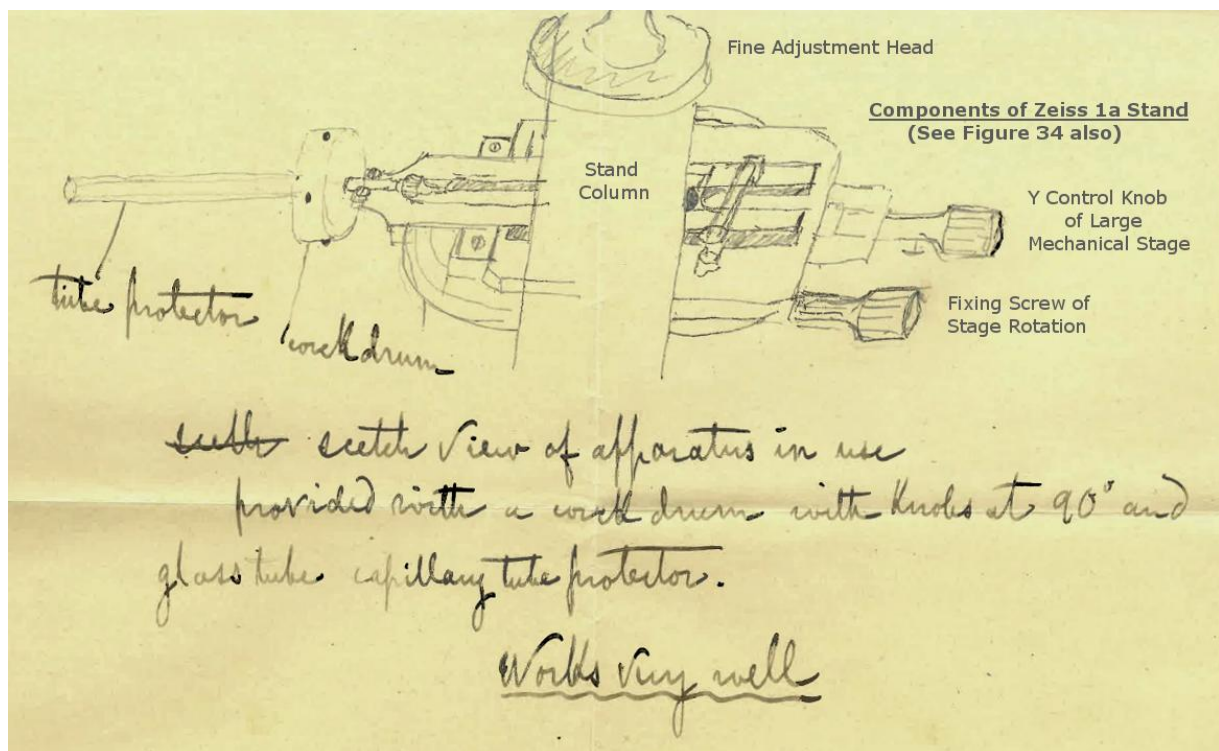 Fine Adjustment Head
Components of Zeiss 1a Stand
(See Figure 34 also)
Stand
Column
Y Control Knob
of Large
Mechanical Stage
Fixing Screw of
Stage Rotation
tube protector
cork drum
scetch view of apparatus in use
provided with a cork drum with Knobs at 90° and
glass tube capillary tube protector.
Works very well